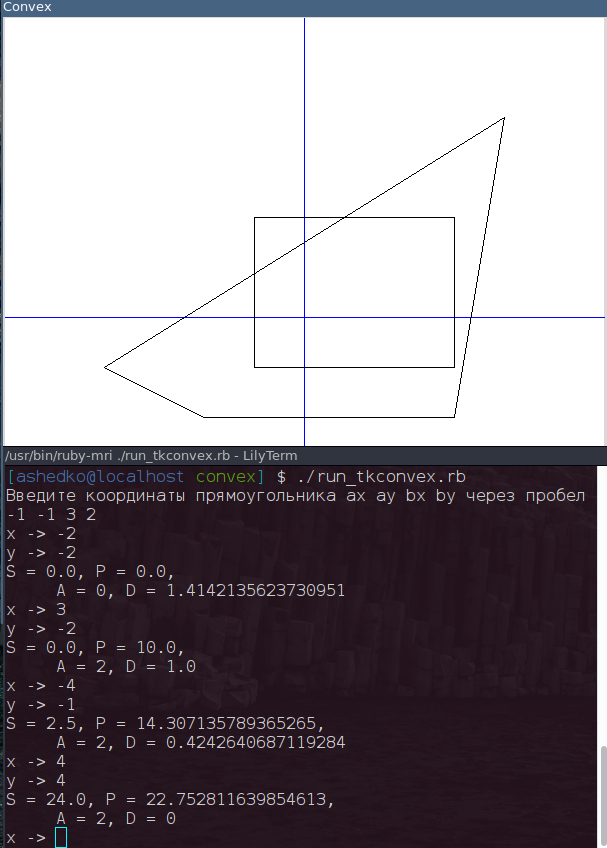 Convex
/usr/bin/ruby-mri ./run_tkconvex.rb - LilyTerm
[ashedko@localhost convex] $ ./run_tkconvex.rb
Введите координаты прямоугольника ax ay bx by через пробел
-1 -1 3 2
x -> -2
y -> -2
S = 0.0, P = 0.0,
A = 0, D = 1.4142135623730951
x -> 3
y -> -2
S = 0.0, P = 10.0,
A = 2, D = 1.0
x -> -4
y -> -1
S = 2.5, P = 14.307135789365265,
A = 2, D = 0.4242640687119284
x -> 4
y -> 4
S = 24.0, P = 22.752811639854613,
A = 2, D = 0
x ->